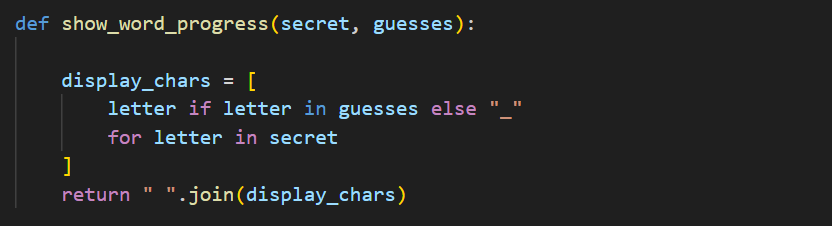 def show_word_progress(secret, guesses):
    display_chars = [
        letter if letter in guesses else "_"
        for letter in secret
    ]
    return " ".join(display_chars)